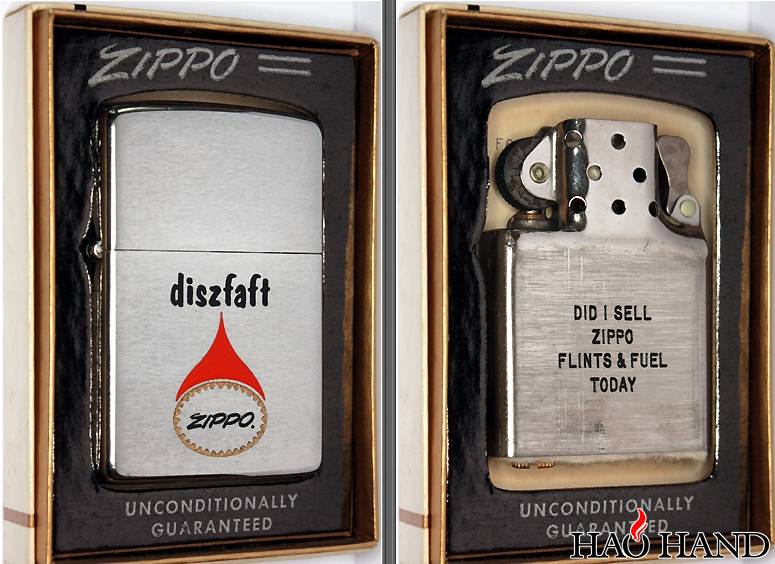 ZIPPO
diszfaft
ZIPPO.
UNCONDITIONALLY
GUARANTEED
ZIPPO
DID I SELL
ZIPPO
FLINTS & FUEL
TODAY
UNCONDITIONALLY
GUARANTEED
HAO HAND